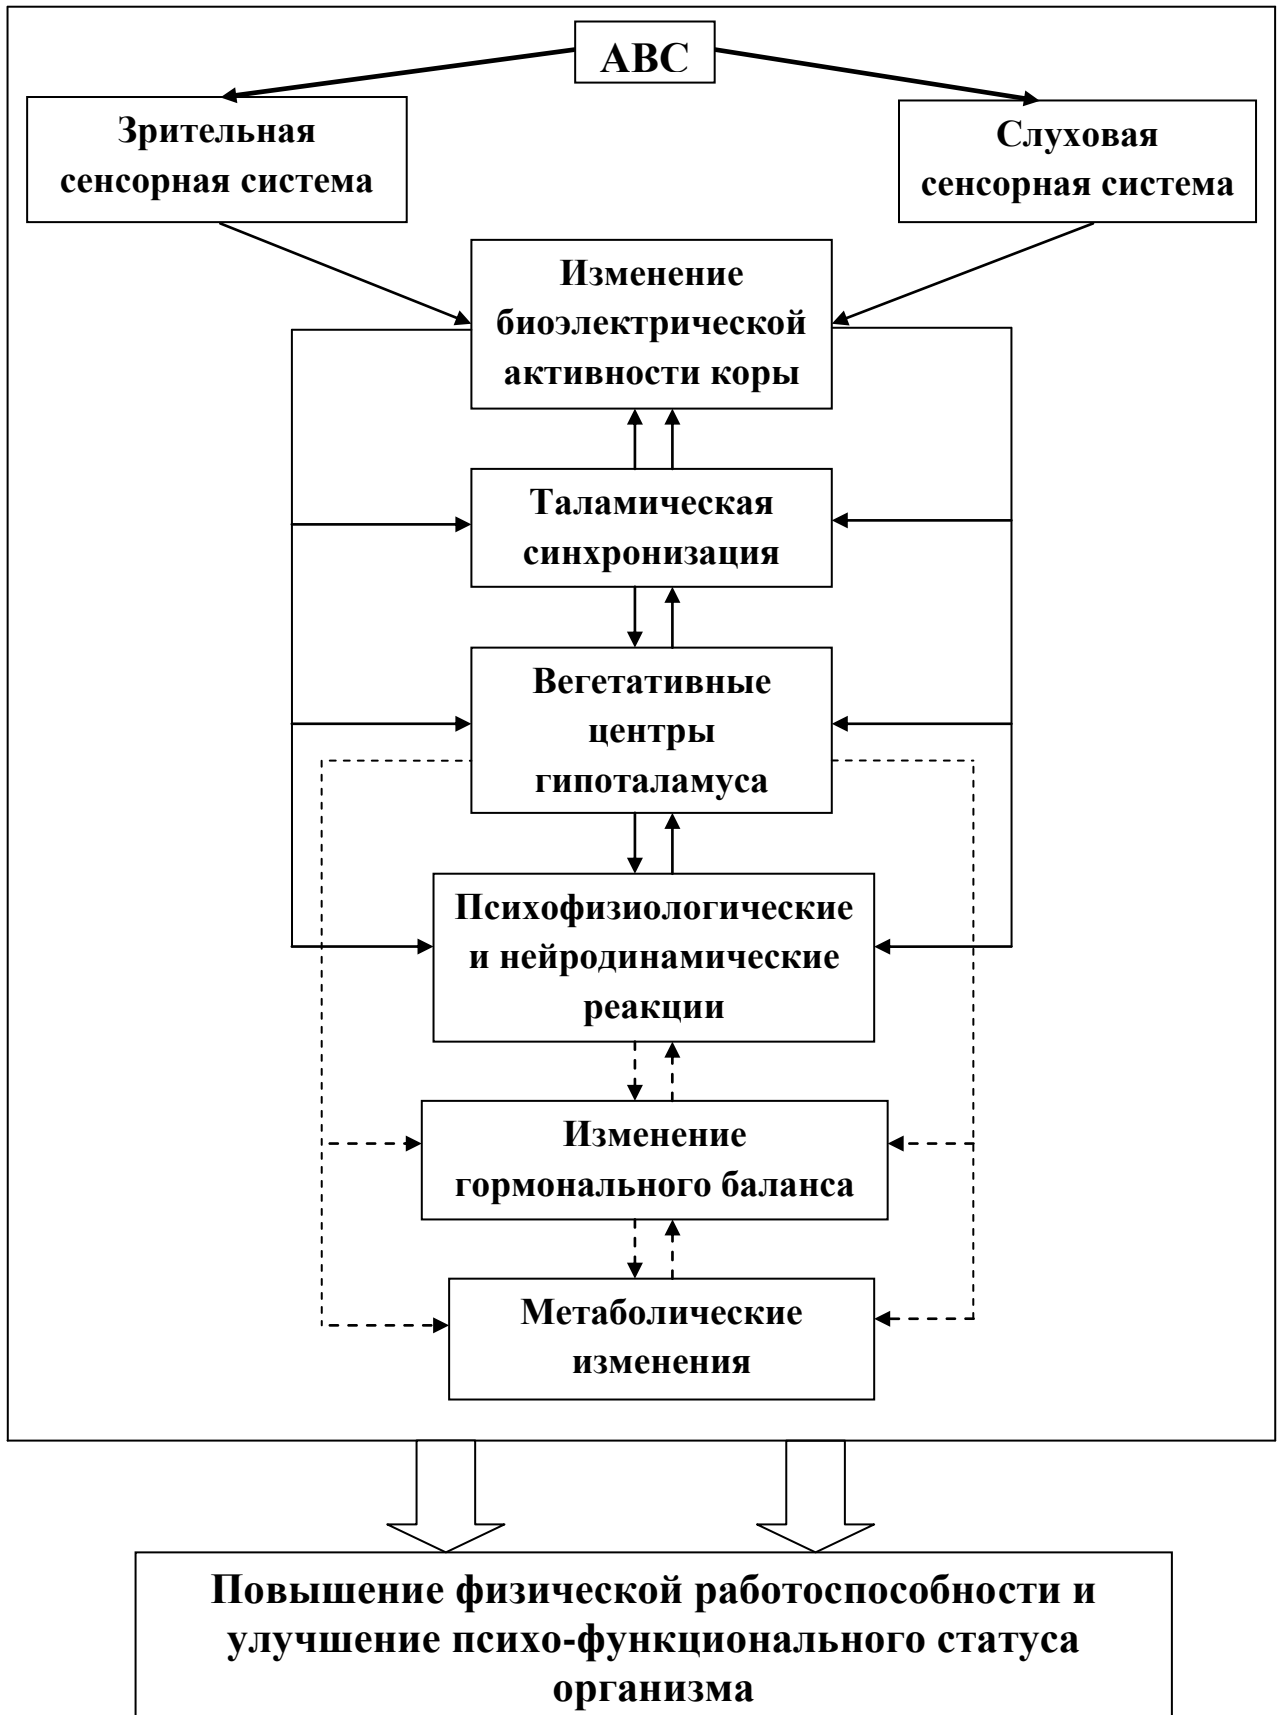 АВС
Зрительная
сенсорная система
Слуховая
сенсорная система
Изменение
биоэлектрической
активности коры
Таламическая
синхронизация
Вегетативные
центры
гипоталамуса
Психофизиологические
и нейродинамические
реакции
Изменение
гормонального баланса
Метаболические
изменения
Повышение физической работоспособности и
улучшение психо-функционального статуса
организма